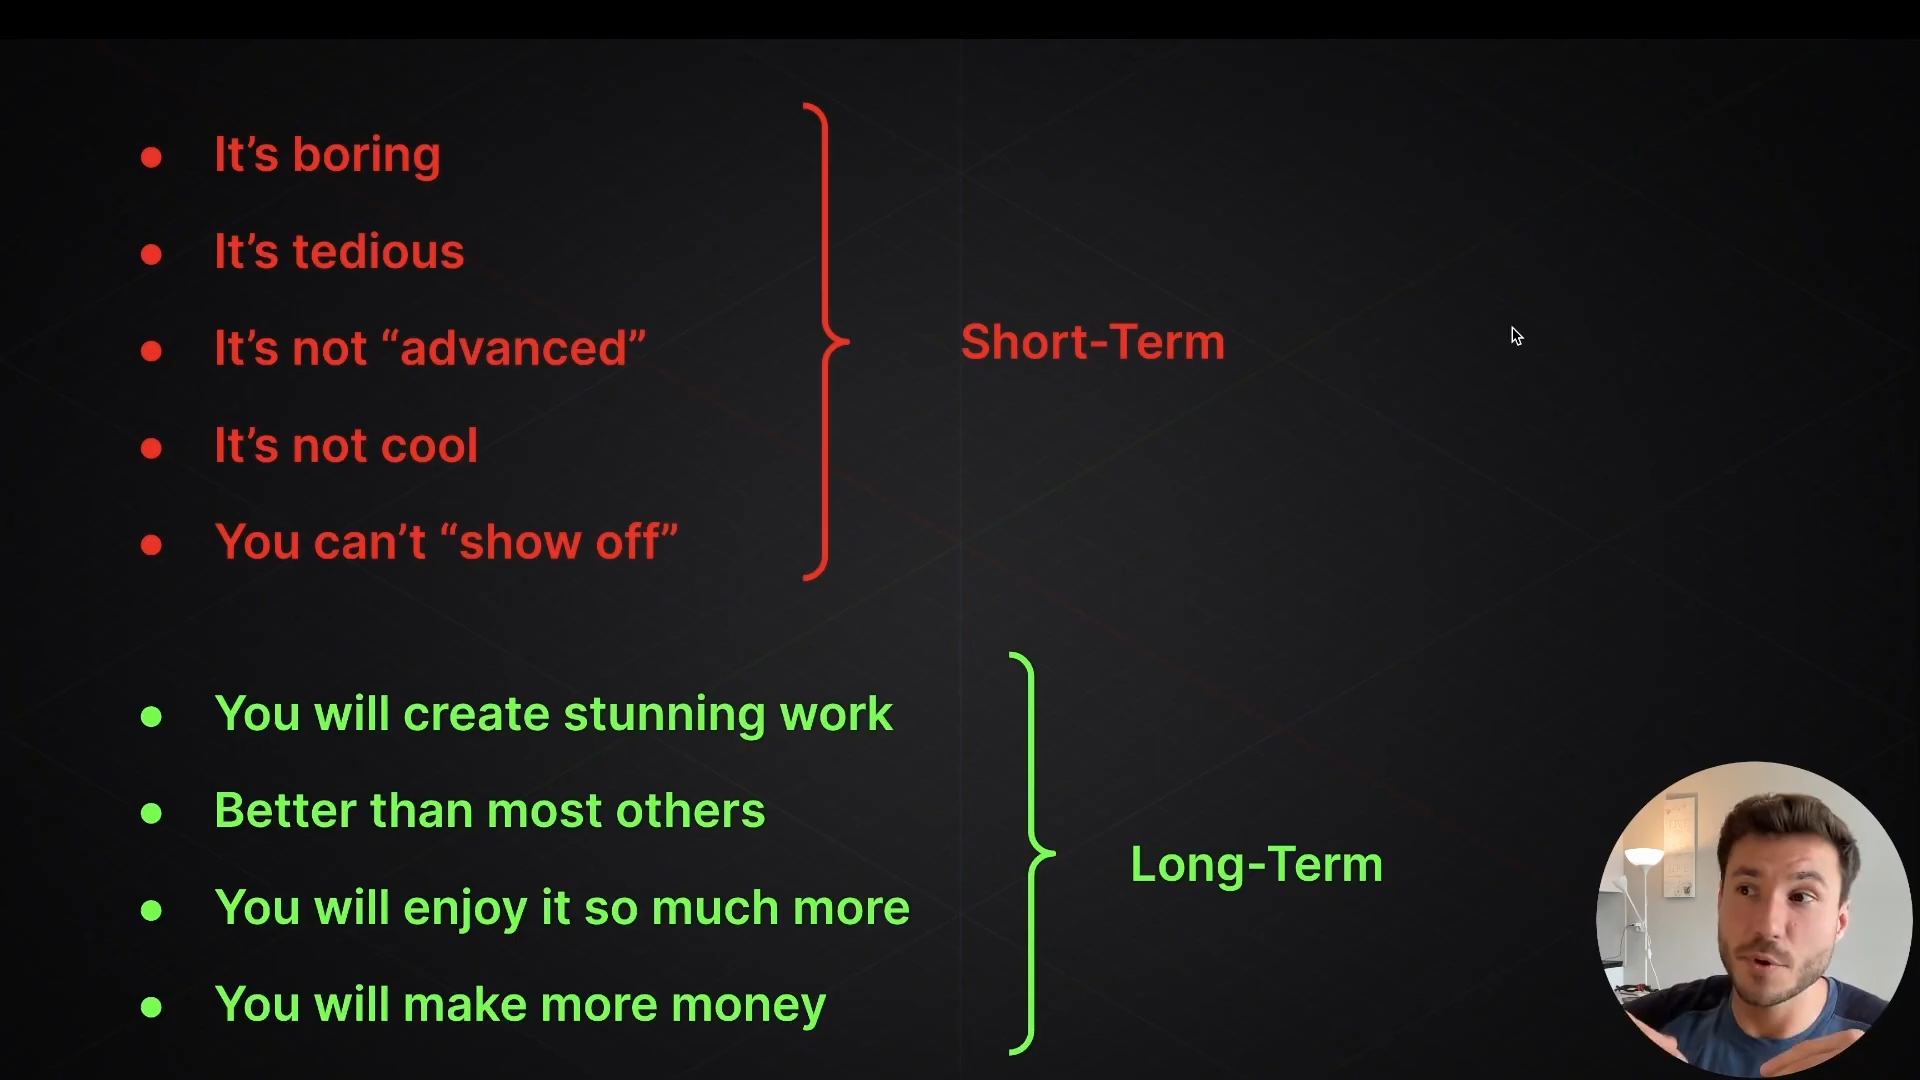 It’s boring
It’s tedious
It’s not “advanced”
It’s not cool
You can’t “show off”
Short-Term
You will create stunning work
Better than most others
You will enjoy it so much more
You will make more money
Long-Term